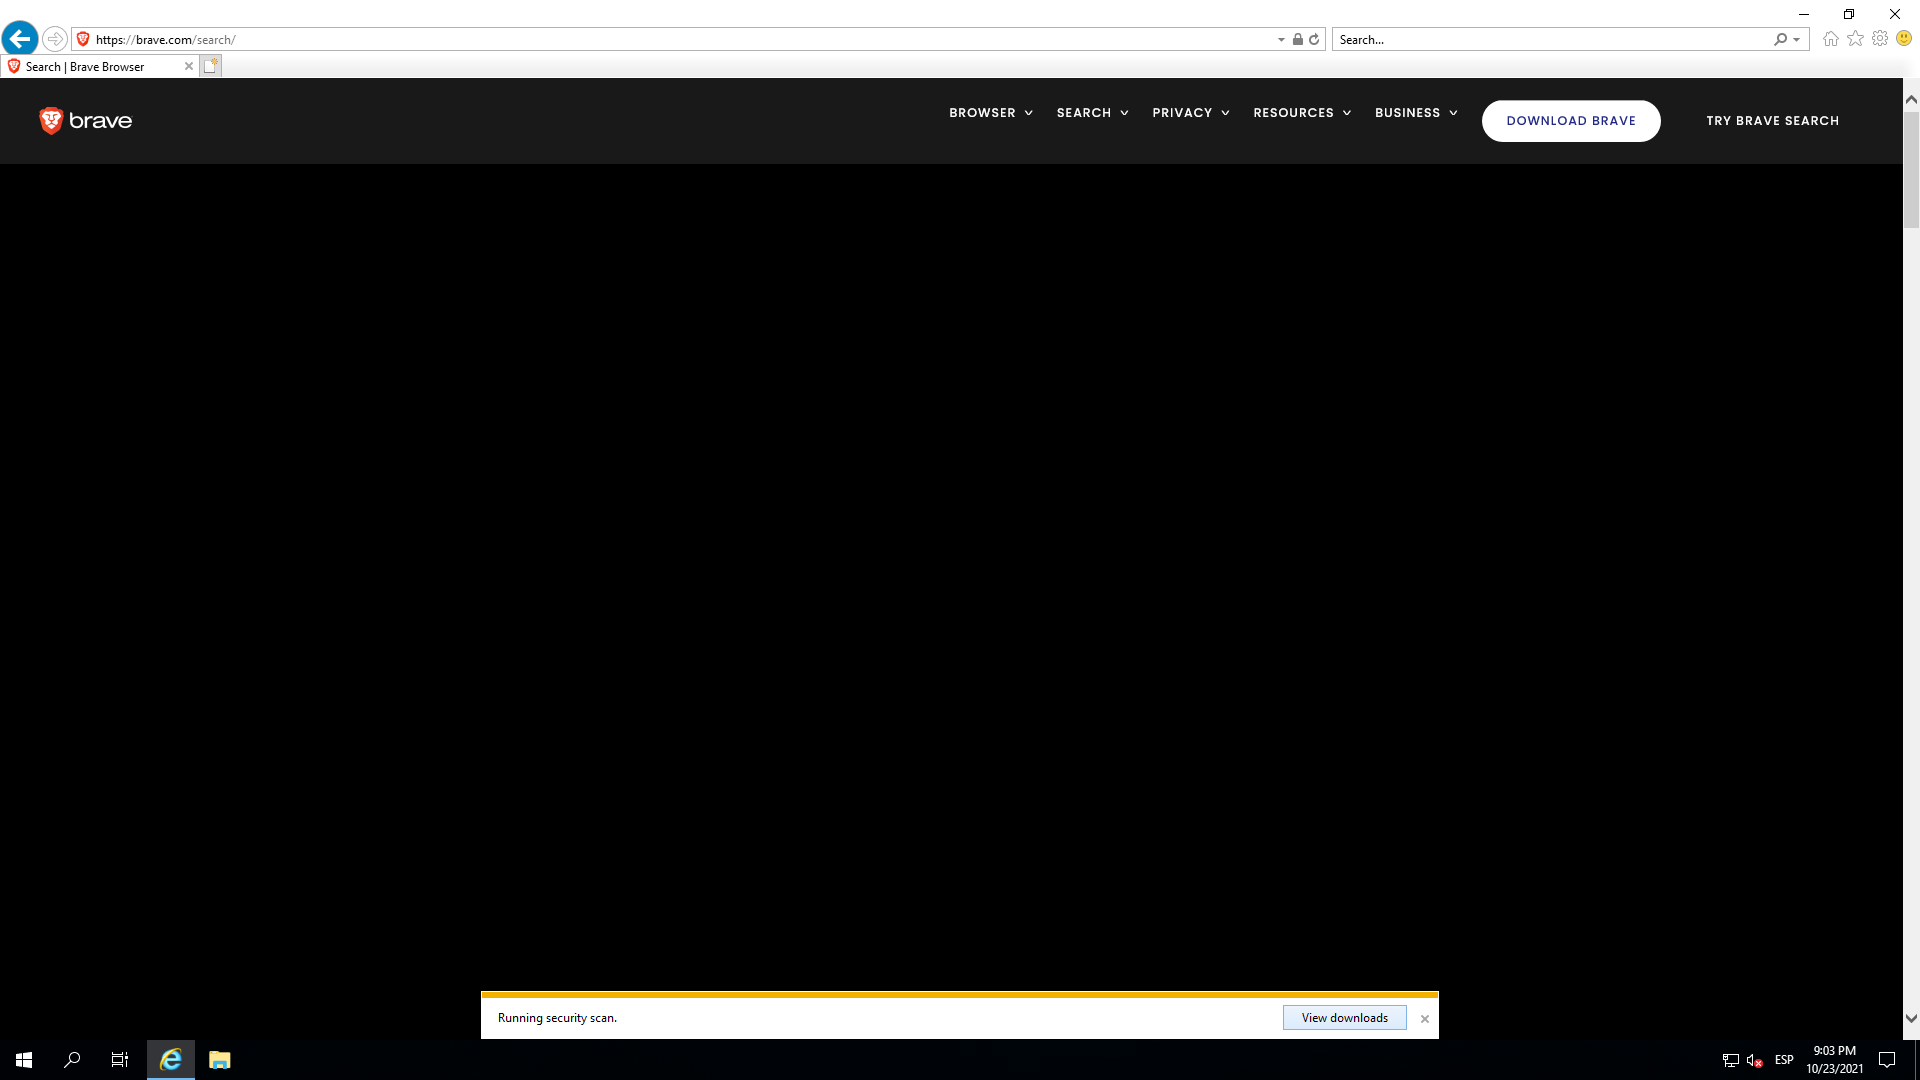 https://brave.com/search/
Search...
Search | Brave Browser
brave
BROWSER
SEARCH
PRIVACY
RESOURCES
BUSINESS
DOWNLOAD BRAVE
TRY BRAVE SEARCH
Running security scan.
View downloads
ESP
9:03 PM
10/23/2021